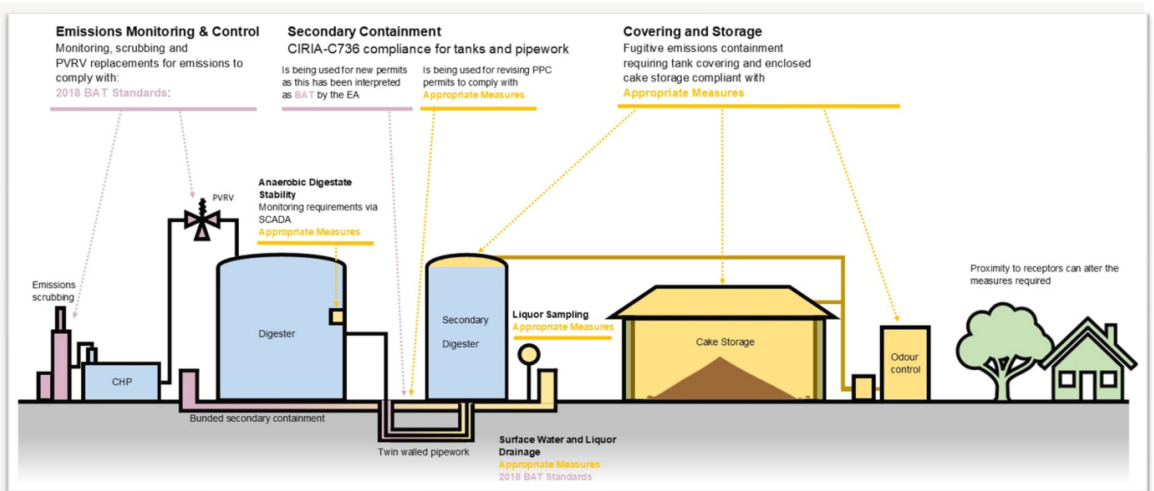 Emissions Monitoring & Control
Monitoring, scrubbing and
PVRV replacements for emissions to
comply with:
2018 BAT Standards:
Secondary Containment
CIRIA-C736 compliance for tanks and pipework
Is being used for new permits
as this has been interpreted
as BAT by the EA
Is being used for revising PPC
permits to comply with
Appropriate Measures
Covering and Storage
Fugitive emissions containment
requiring tank covering and enclosed
cake storage compliant with
Appropriate Measures
PVRV
Anaerobic Digestate
Stability
Monitoring requirements via
SCADA
Appropriate Measures
Emissions
scrubbing
CHP
Digester
Secondary
Digester
Liquor Sampling
Appropriate Measures
Cake Storage
Odour
control
Proximity to receptors can alter the
measures required
Bunded secondary containment
Twin walled pipework
Surface Water and Liquor
Drainage
Appropriate Measures
2018 BAT Standards